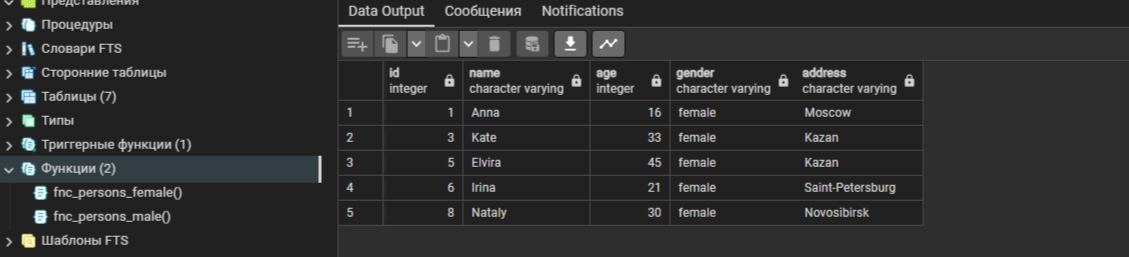 Представления
Процедуры
Словари FTS
Сторонние таблицы
Таблицы (7)
Типы
Триггерные функции (1)
Функции (2)
fnc_persons_female()
fnc_persons_male()
Шаблоны FTS
Data Output Сообщения Notifications
id name age gender address
integer character varying integer character varying character varying
1 1 Anna 16 female Moscow
2 3 Kate 33 female Kazan
3 5 Elvira 45 female Kazan
4 6 Irina 21 female Saint-Petersburg
5 8 Nataly 30 female Novosibirsk